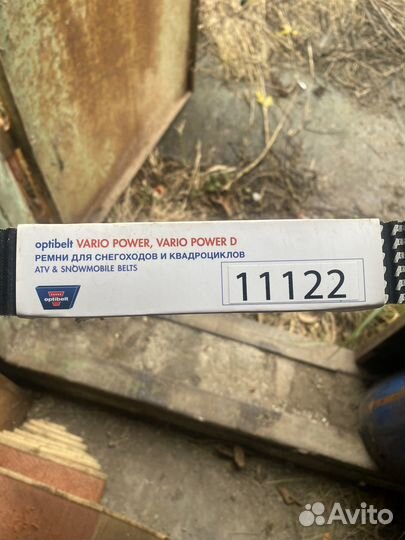 optibelt VARIO POWER, VARIO POWER D
РЕМНИ ДЛЯ СНЕГОХОДОВ И КВАДРОЦИКЛОВ
ATV & SNOWMOBILE BELTS
optibelt
11122
Avito